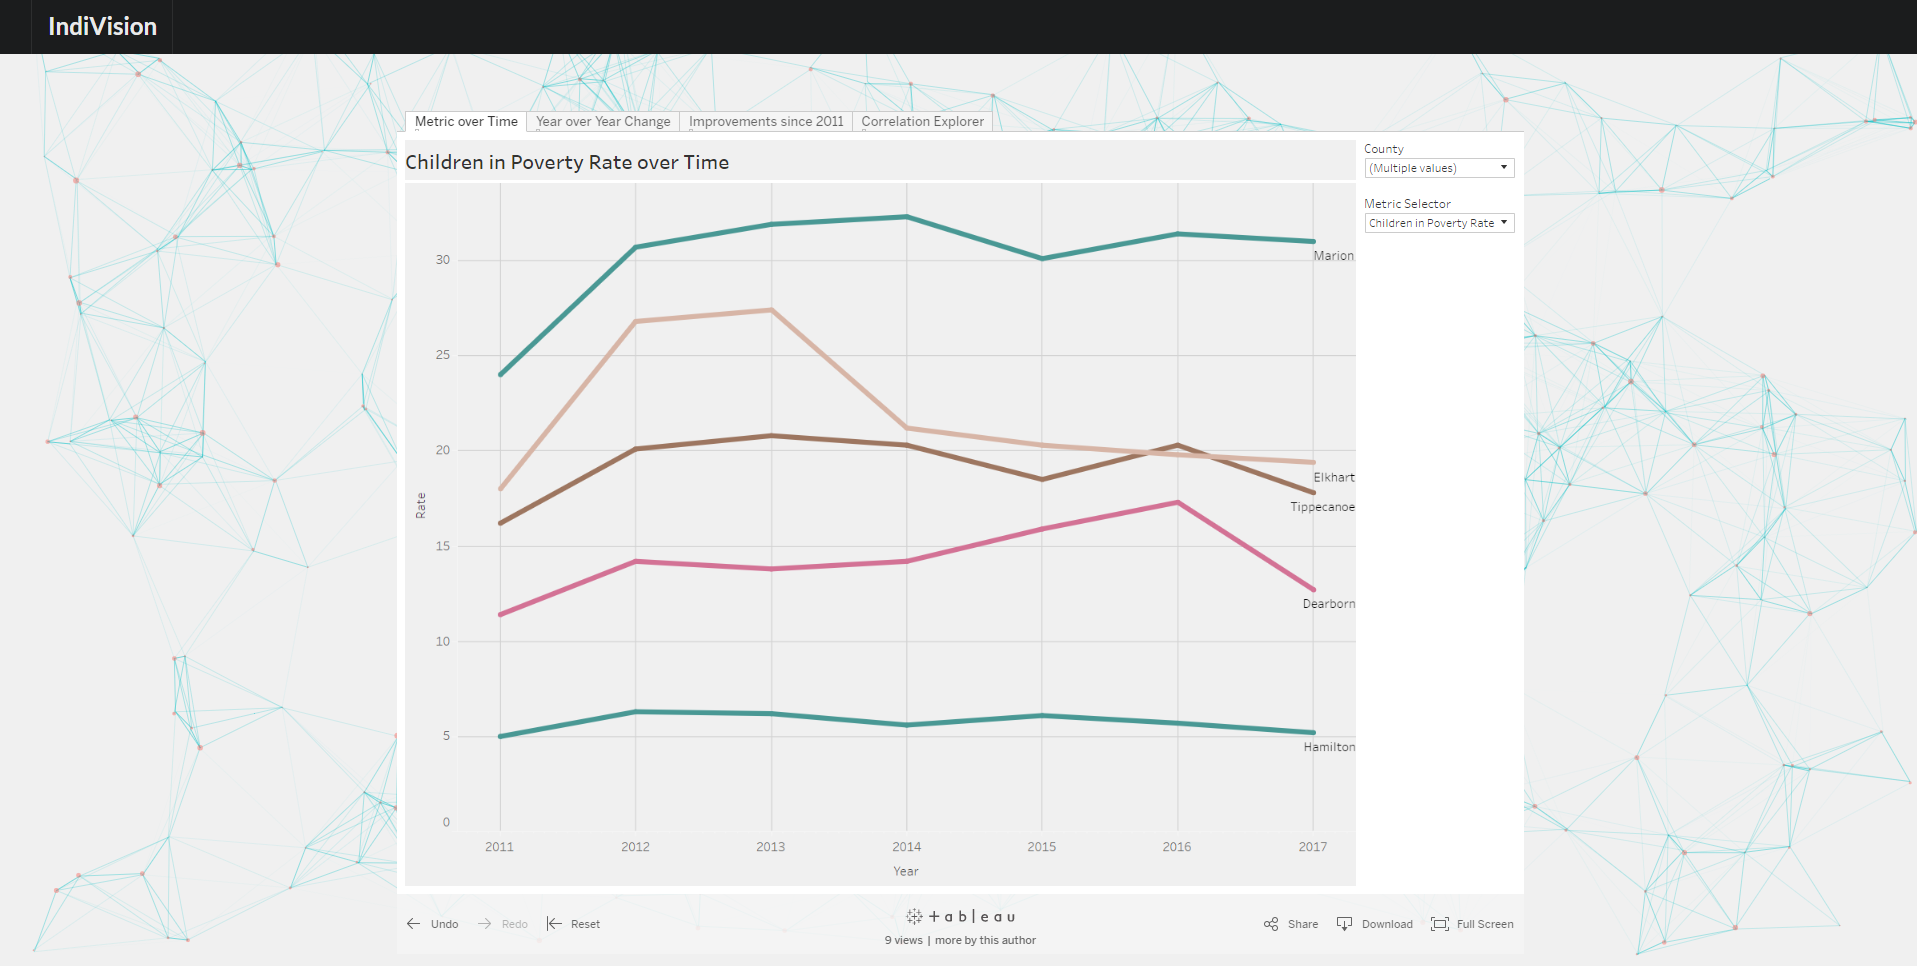 IndiVision
Metric over Time
Year over Year Change
Improvements since 2011
Correlation Explorer
Children in Poverty Rate over Time
County
(Multiple values)
Metric Selector
Children in Poverty Rate
30
25
20
15
10
5
0
Rate
Marion
Elkhart
Tippecanoe
Dearborn
Hamilton
2011 2012 2013 2014 2015 2016 2017
Year
Undo Redo Reset
+ableau
9 views | more by this author
Share Download Full Screen